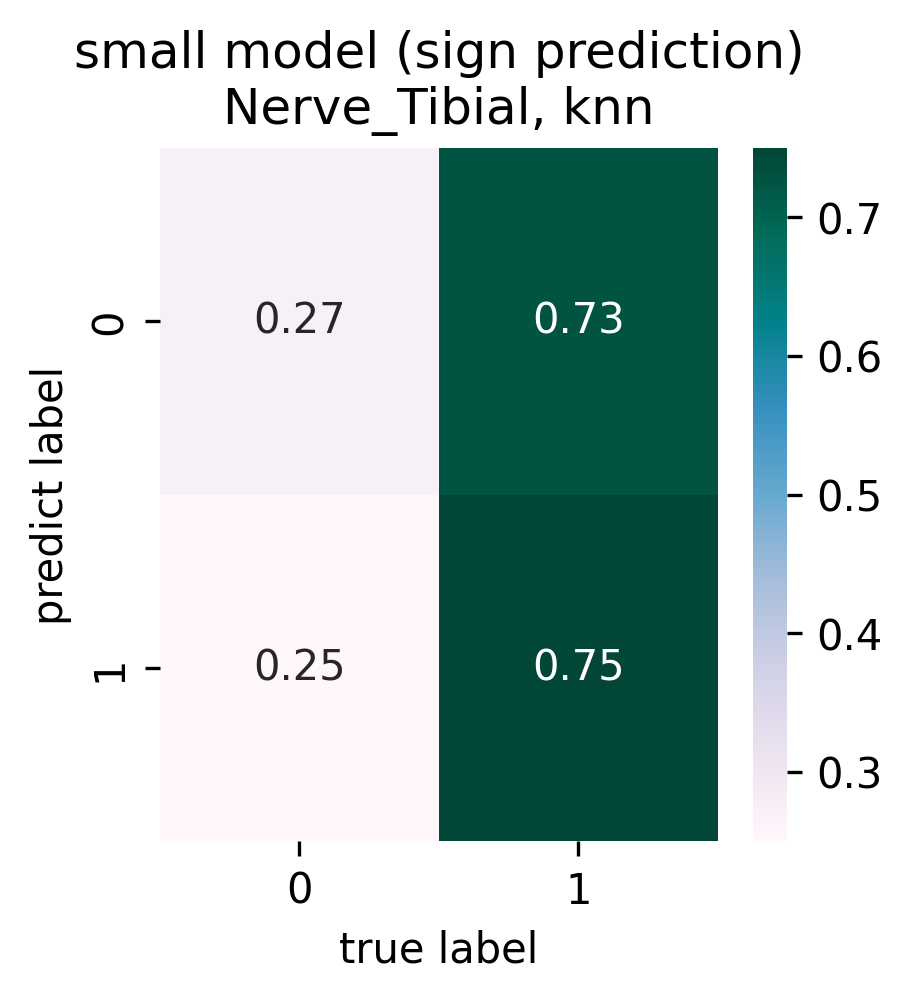 small model (sign prediction)
Nerve_Tibial, knn
0.27 0.73
0.25 0.75
0
1
predict label
0 1
true label
0.7
0.6
0.5
0.4
0.3